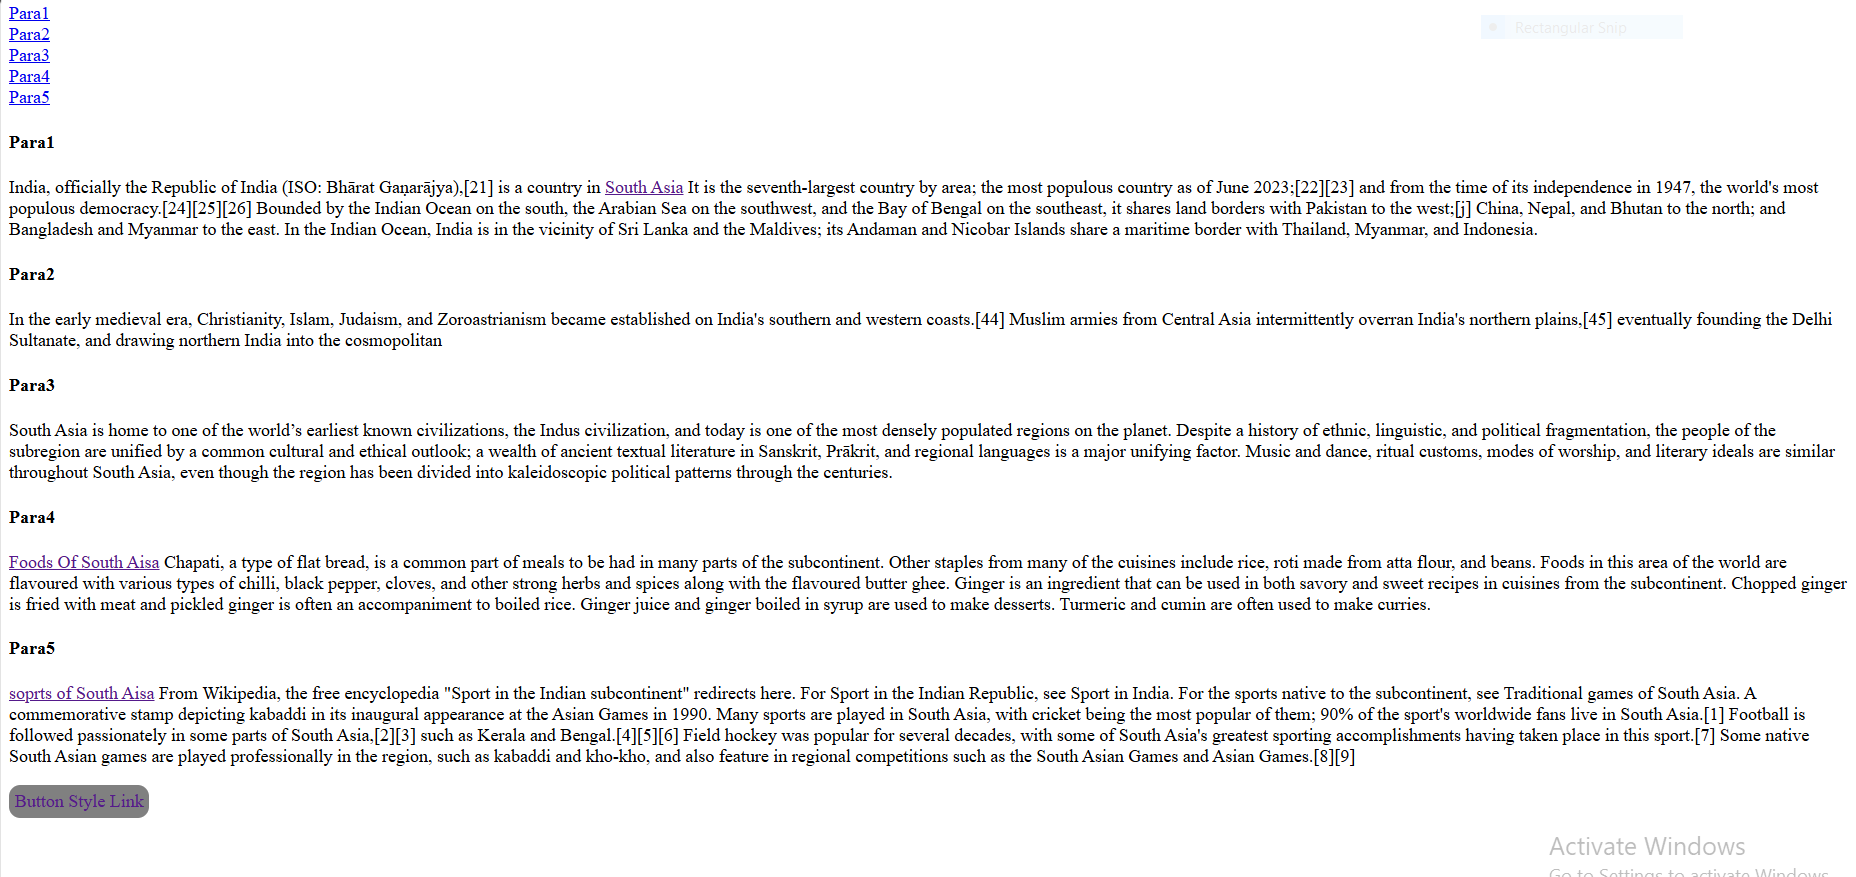 Para1
Para2
Para3
Para4
Para5
Rectangular Snip
Para1
India, officially the Republic of India (ISO: Bhārat Gaṇarājya),[21] is a country in South Asia It is the seventh-largest country by area; the most populous country as of June 2023;[22][23] and from the time of its independence in 1947, the world's most
populous democracy.[24][25][26] Bounded by the Indian Ocean on the south, the Arabian Sea on the southwest, and the Bay of Bengal on the southeast, it shares land borders with Pakistan to the west;[j] China, Nepal, and Bhutan to the north; and
Bangladesh and Myanmar to the east. In the Indian Ocean, India is in the vicinity of Sri Lanka and the Maldives; its Andaman and Nicobar Islands share a maritime border with Thailand, Myanmar, and Indonesia.
Para2
In the early medieval era, Christianity, Islam, Judaism, and Zoroastrianism became established on India's southern and western coasts.[44] Muslim armies from Central Asia intermittently overran India's northern plains,[45] eventually founding the Delhi
Sultanate, and drawing northern India into the cosmopolitan
Para3
South Asia is home to one of the world’s earliest known civilizations, the Indus civilization, and today is one of the most densely populated regions on the planet. Despite a history of ethnic, linguistic, and political fragmentation, the people of the
subregion are unified by a common cultural and ethical outlook; a wealth of ancient textual literature in Sanskrit, Prākrit, and regional languages is a major unifying factor. Music and dance, ritual customs, modes of worship, and literary ideals are similar
throughout South Asia, even though the region has been divided into kaleidoscopic political patterns through the centuries.
Para4
Foods Of South Aisa Chapati, a type of flat bread, is a common part of meals to be had in many parts of the subcontinent. Other staples from many of the cuisines include rice, roti made from atta flour, and beans. Foods in this area of the world are
flavoured with various types of chilli, black pepper, cloves, and other strong herbs and spices along with the flavoured butter ghee. Ginger is an ingredient that can be used in both savory and sweet recipes in cuisines from the subcontinent. Chopped ginger
is fried with meat and pickled ginger is often an accompaniment to boiled rice. Ginger juice and ginger boiled in syrup are used to make desserts. Turmeric and cumin are often used to make curries.
Para5
soprts of South Aisa From Wikipedia, the free encyclopedia "Sport in the Indian subcontinent" redirects here. For Sport in the Indian Republic, see Sport in India. For the sports native to the subcontinent, see Traditional games of South Asia. A
commemorative stamp depicting kabaddi in its inaugural appearance at the Asian Games in 1990. Many sports are played in South Asia, with cricket being the most popular of them; 90% of the sport's worldwide fans live in South Asia.[1] Football is
followed passionately in some parts of South Asia,[2][3] such as Kerala and Bengal.[4][5][6] Field hockey was popular for several decades, with some of South Asia's greatest sporting accomplishments having taken place in this sport.[7] Some native
South Asian games are played professionally in the region, such as kabaddi and kho-kho, and also feature in regional competitions such as the South Asian Games and Asian Games.[8][9]
Button Style Link
Activate Windows
Go to Settings to activate Windows.